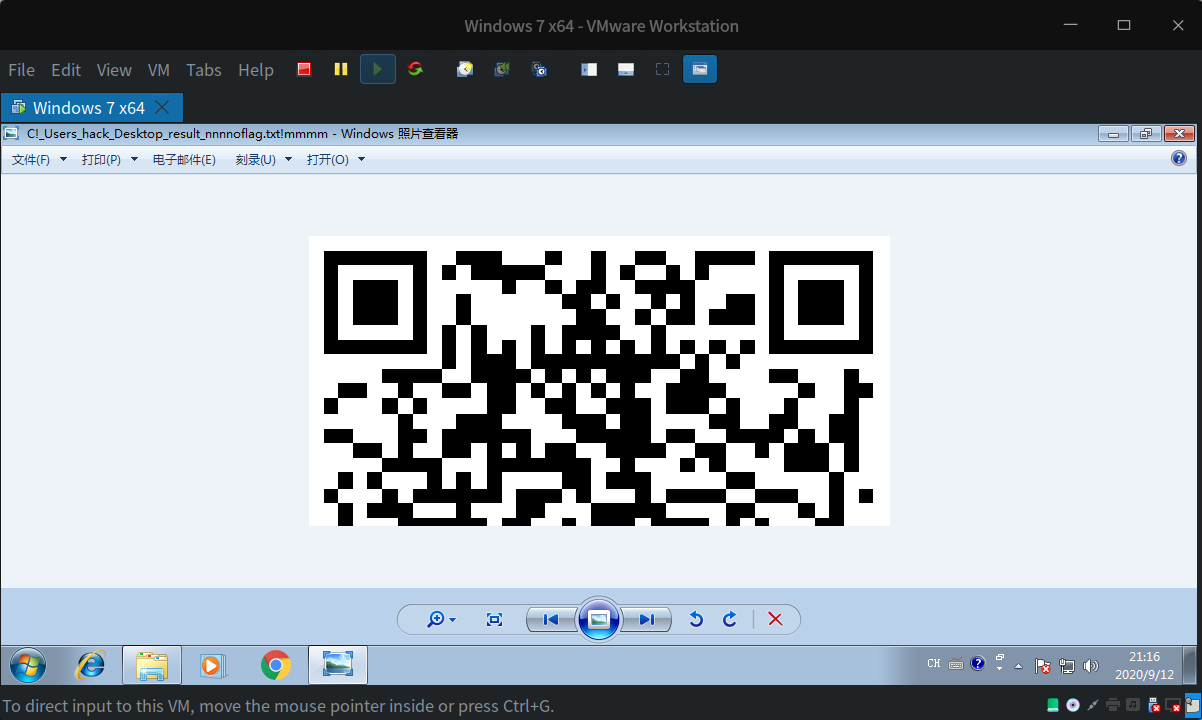 Windows 7 x64 - VMware Workstation
File Edit View VM Tabs Help
Windows 7 x64
C!_Users_hack_Desktop_result_nnnnoflag.txt!mmmm - Windows 照片查看器
文件(F) 打印(P) 电子邮件(E) 刻录(U) 打开(O)
CH
21:16
2020/9/12
To direct input to this VM, move the mouse pointer inside or press Ctrl+G.